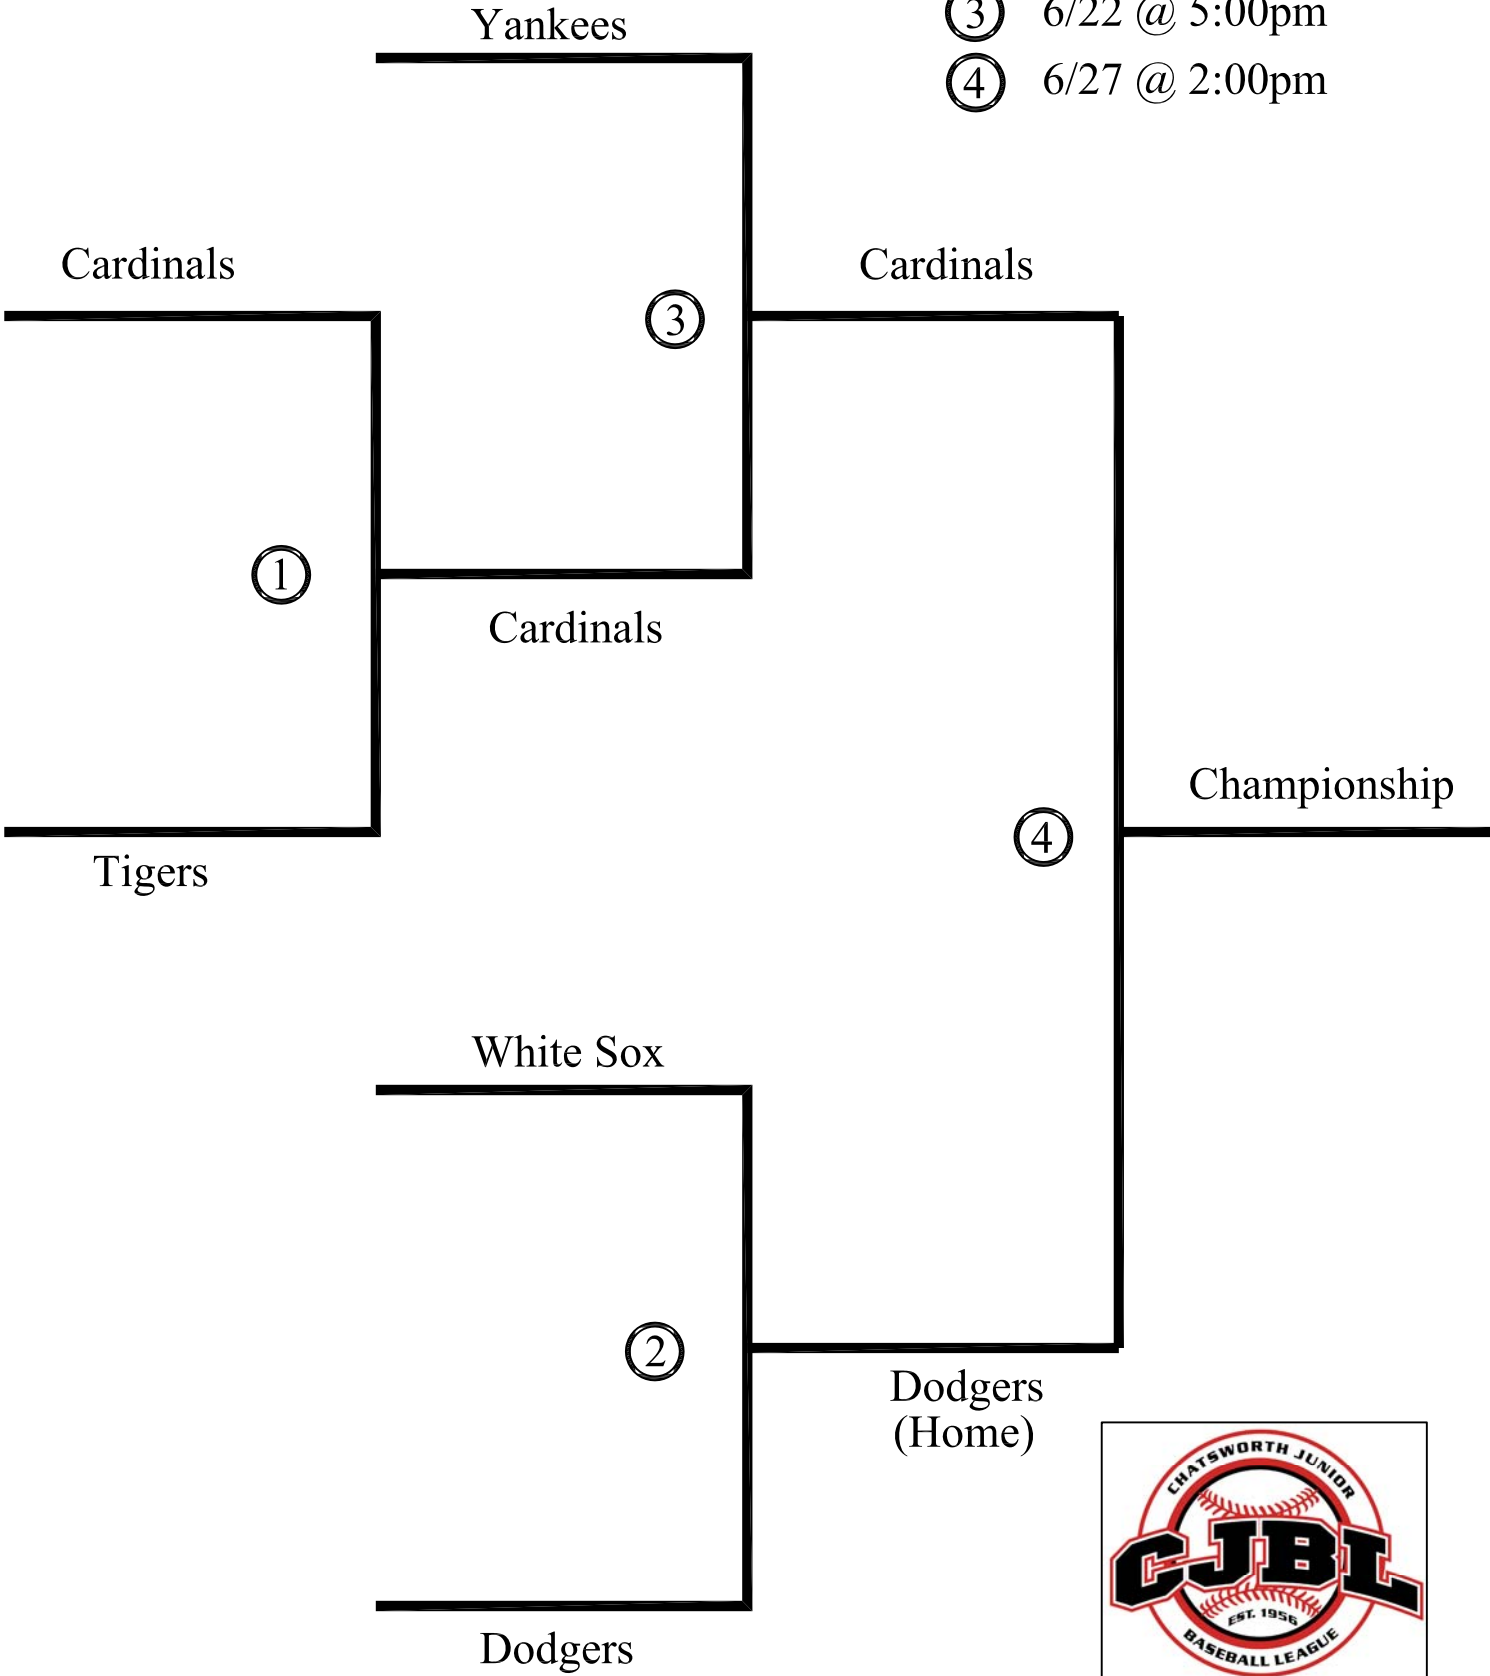 Yankees
③ 6/22 @ 5:00pm
④ 6/27 @ 2:00pm
Cardinals
Cardinals
③
①
Cardinals
Championship
④
Tigers
White Sox
②
Dodgers
(Home)
Dodgers
CHATSWORTH JUNIOR
CJBL
EST. 1956
BASEBALL LEAGUE